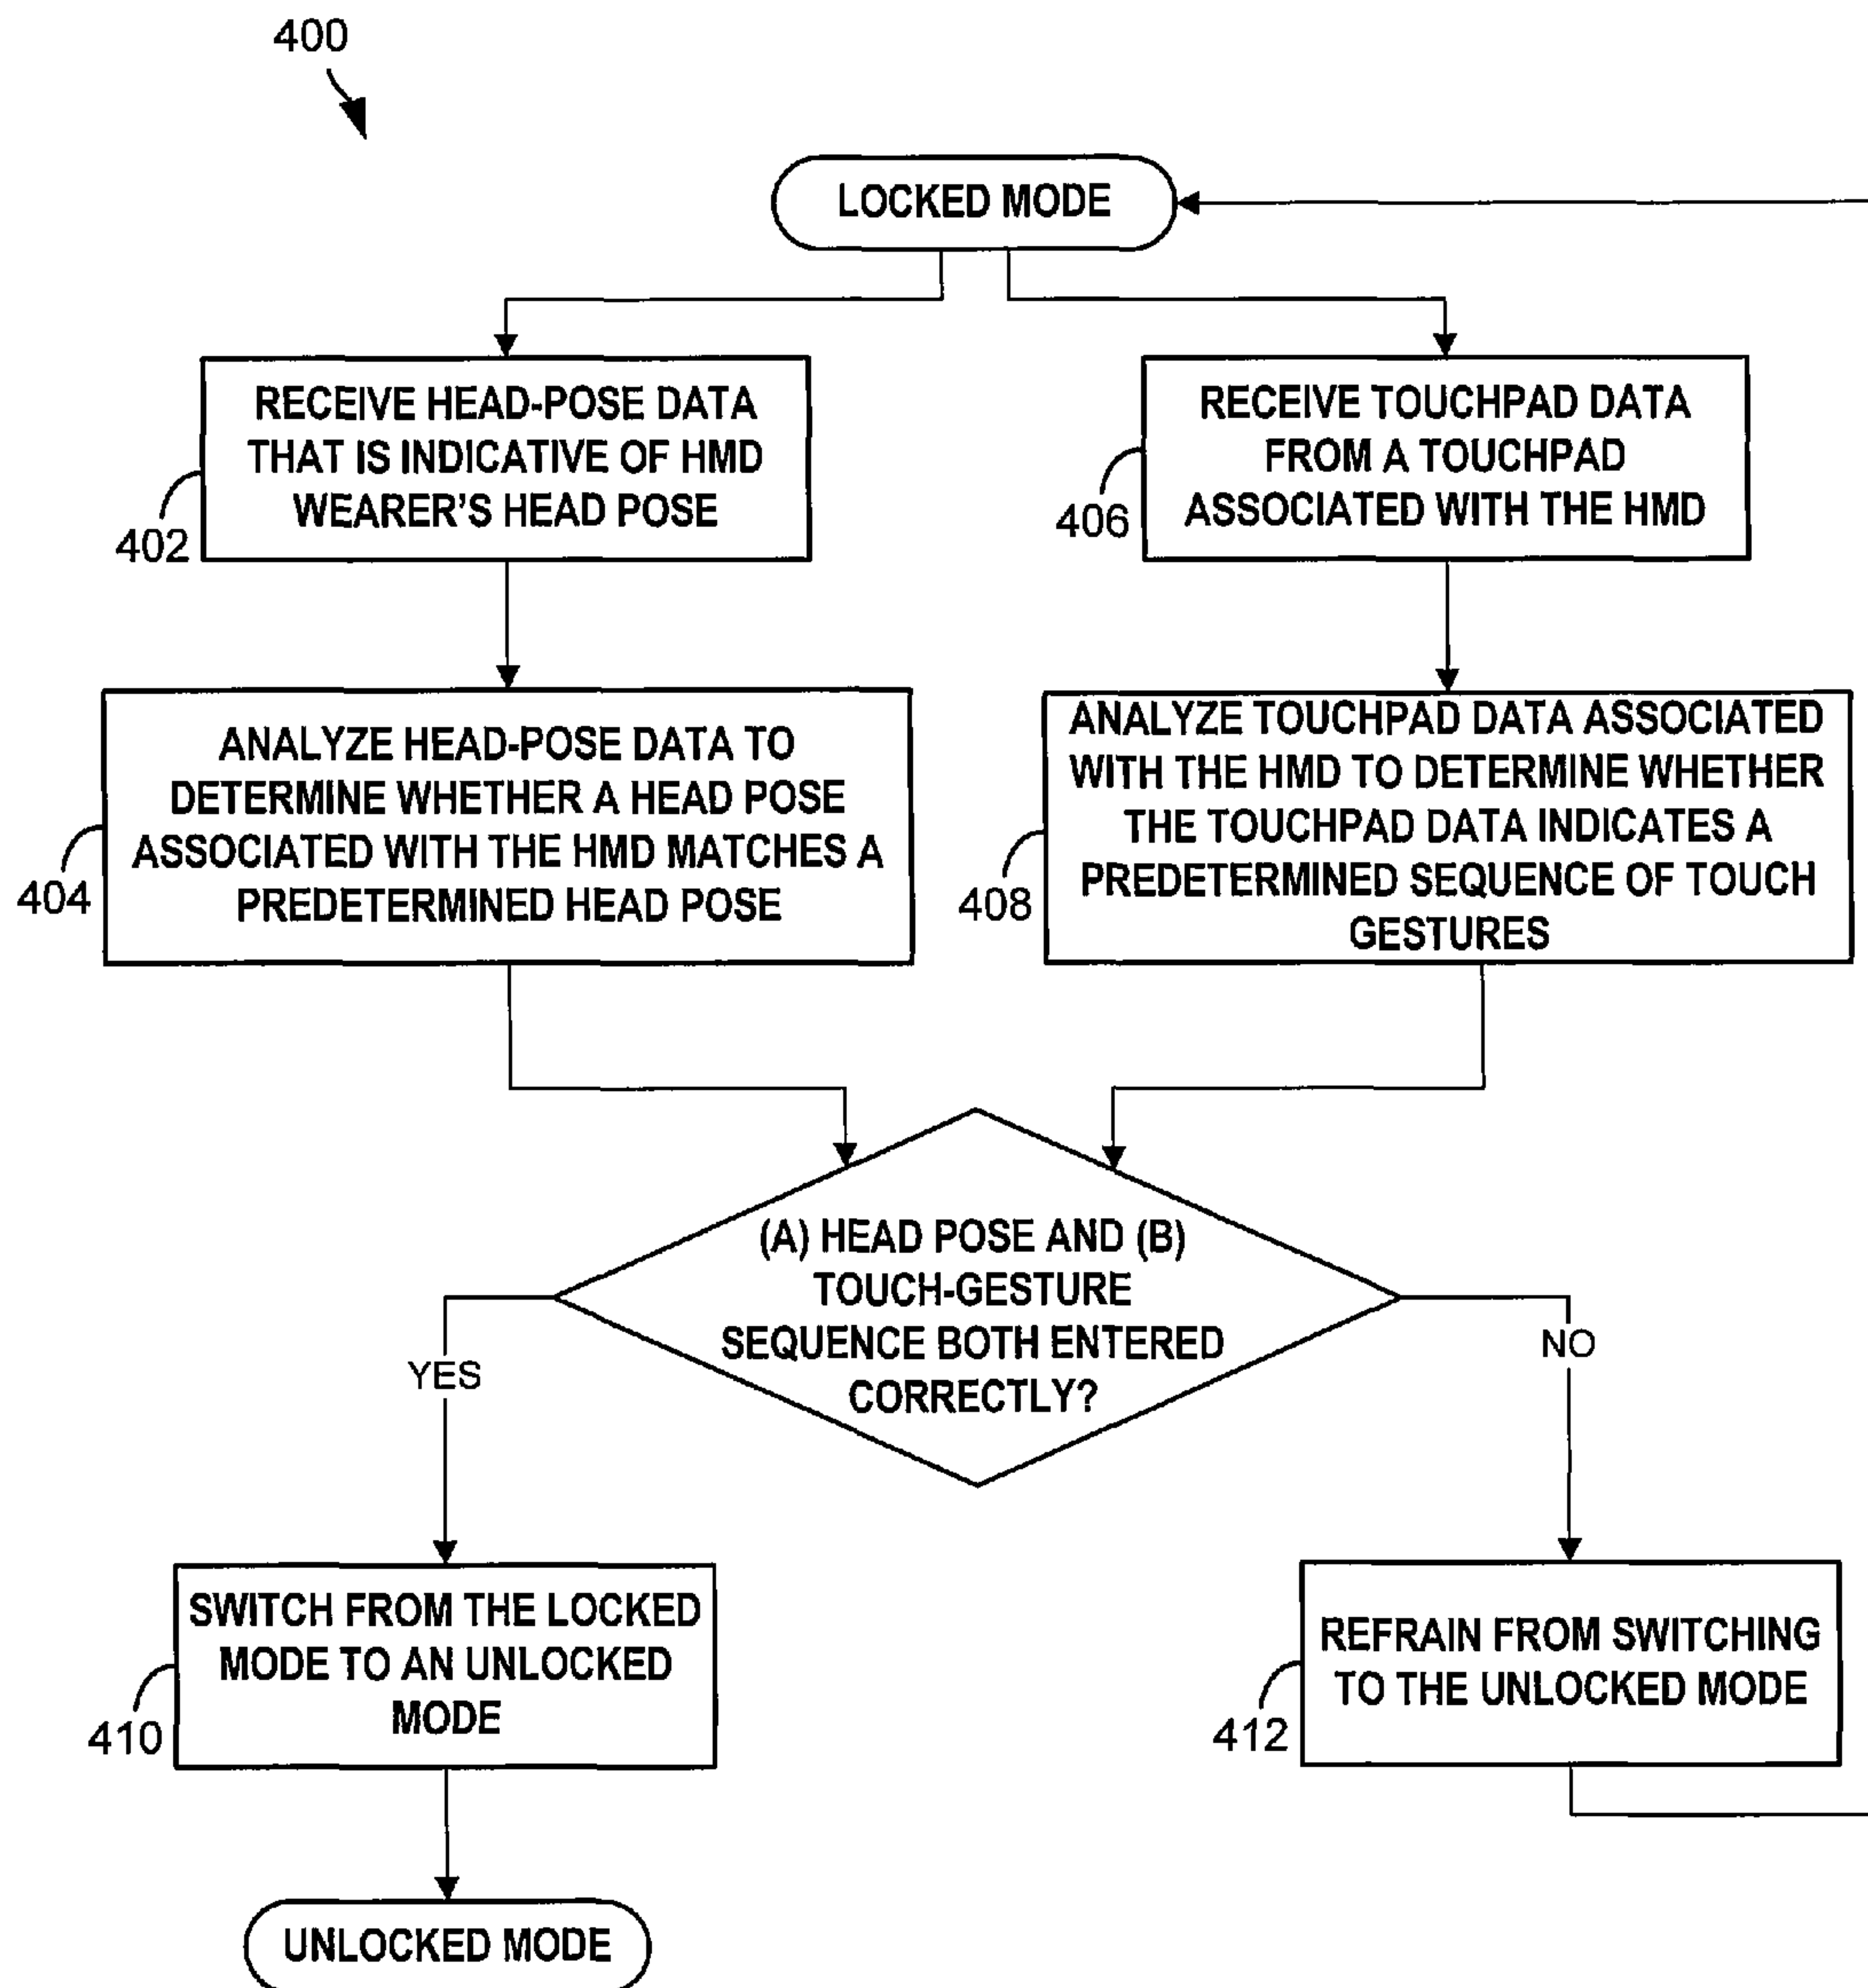 400
LOCKED MODE
RECEIVE HEAD-POSE DATA
THAT IS INDICATIVE OF HMD
WEARER'S HEAD POSE
402
RECEIVE TOUCHPAD DATA
FROM A TOUCHPAD
ASSOCIATED WITH THE HMD
406
ANALYZE HEAD-POSE DATA TO
DETERMINE WHETHER A HEAD POSE
ASSOCIATED WITH THE HMD MATCHES A
PREDETERMINED HEAD POSE
404
ANALYZE TOUCHPAD DATA ASSOCIATED
WITH THE HMD TO DETERMINE WHETHER
THE TOUCHPAD DATA INDICATES A
PREDETERMINED SEQUENCE OF TOUCH
GESTURES
408
(A) HEAD POSE AND (B)
TOUCH-GESTURE
SEQUENCE BOTH ENTERED
CORRECTLY?
YES
NO
SWITCH FROM THE LOCKED
MODE TO AN UNLOCKED
MODE
410
REFRAIN FROM SWITCHING
TO THE UNLOCKED MODE
412
UNLOCKED MODE